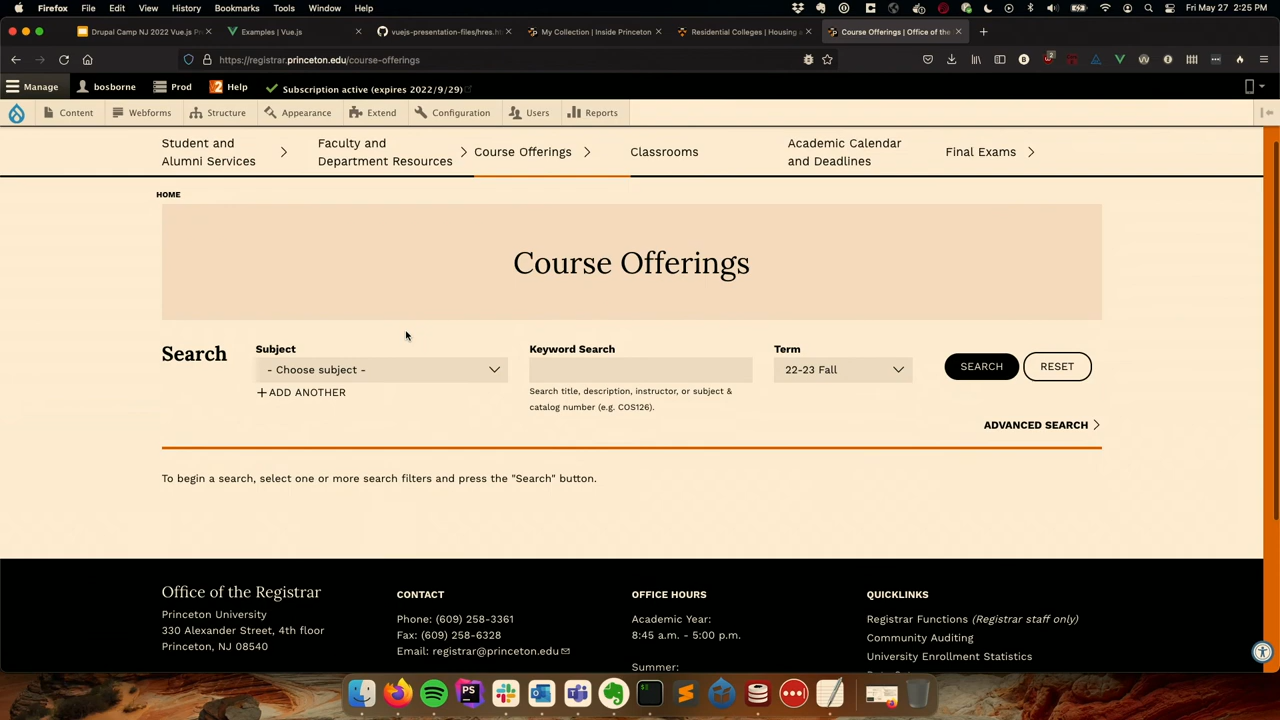 Firefox File Edit View History Bookmarks Tools Window Help Fri May 27 2:25 PM
Drupal Camp NJ 2022 Vue.js Pr Examples | Vue.js vuejs-presentation-files/hres.ht My Collection | Inside Princeton Residential Colleges | Housing a Course Offerings | Office of the
https://registrar.princeton.edu/course-offerings
Manage bosborne Prod Help Subscription active (expires 2022/9/29)
Content Webforms Structure Appearance Extend Configuration Users Reports
Student and
Alumni Services
Faculty and
Department Resources
Course Offerings
Classrooms
Academic Calendar
and Deadlines
Final Exams
HOME
Course Offerings
Search
Subject
- Choose subject -
+ADD ANOTHER
Keyword Search
Search title, description, instructor, or subject &
catalog number (e.g. COS126).
Term
22-23 Fall
SEARCH
RESET
ADVANCED SEARCH
To begin a search, select one or more search filters and press the "Search" button.
Office of the Registrar
Princeton University
330 Alexander Street, 4th floor
Princeton, NJ 08540
CONTACT
Phone: (609) 258-3361
Fax: (609) 258-6328
Email: registrar@princeton.edu
OFFICE HOURS
Academic Year:
8:45 a.m. - 5:00 p.m.
Summer:
QUICKLINKS
Registrar Functions (Registrar staff only)
Community Auditing
University Enrollment Statistics